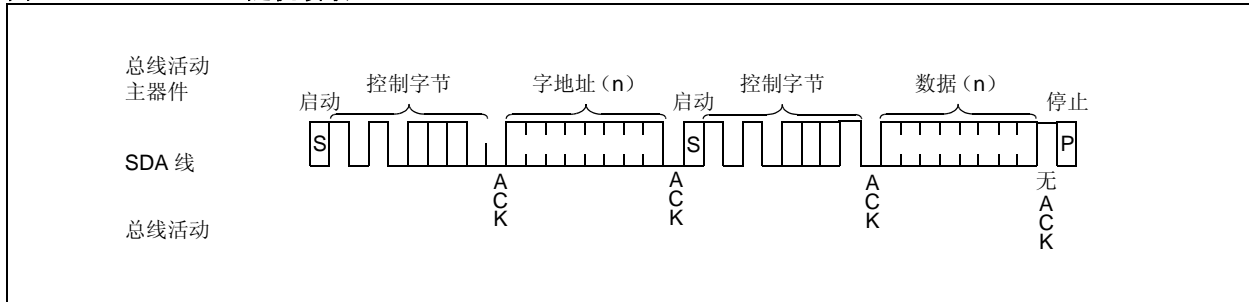 总线活动
主器件
启动
控制字节
字地址（n）
启动
控制字节
数据（n）
停止
SDA 线
S
S
P
ACK
ACK
ACK
无ACK
总线活动